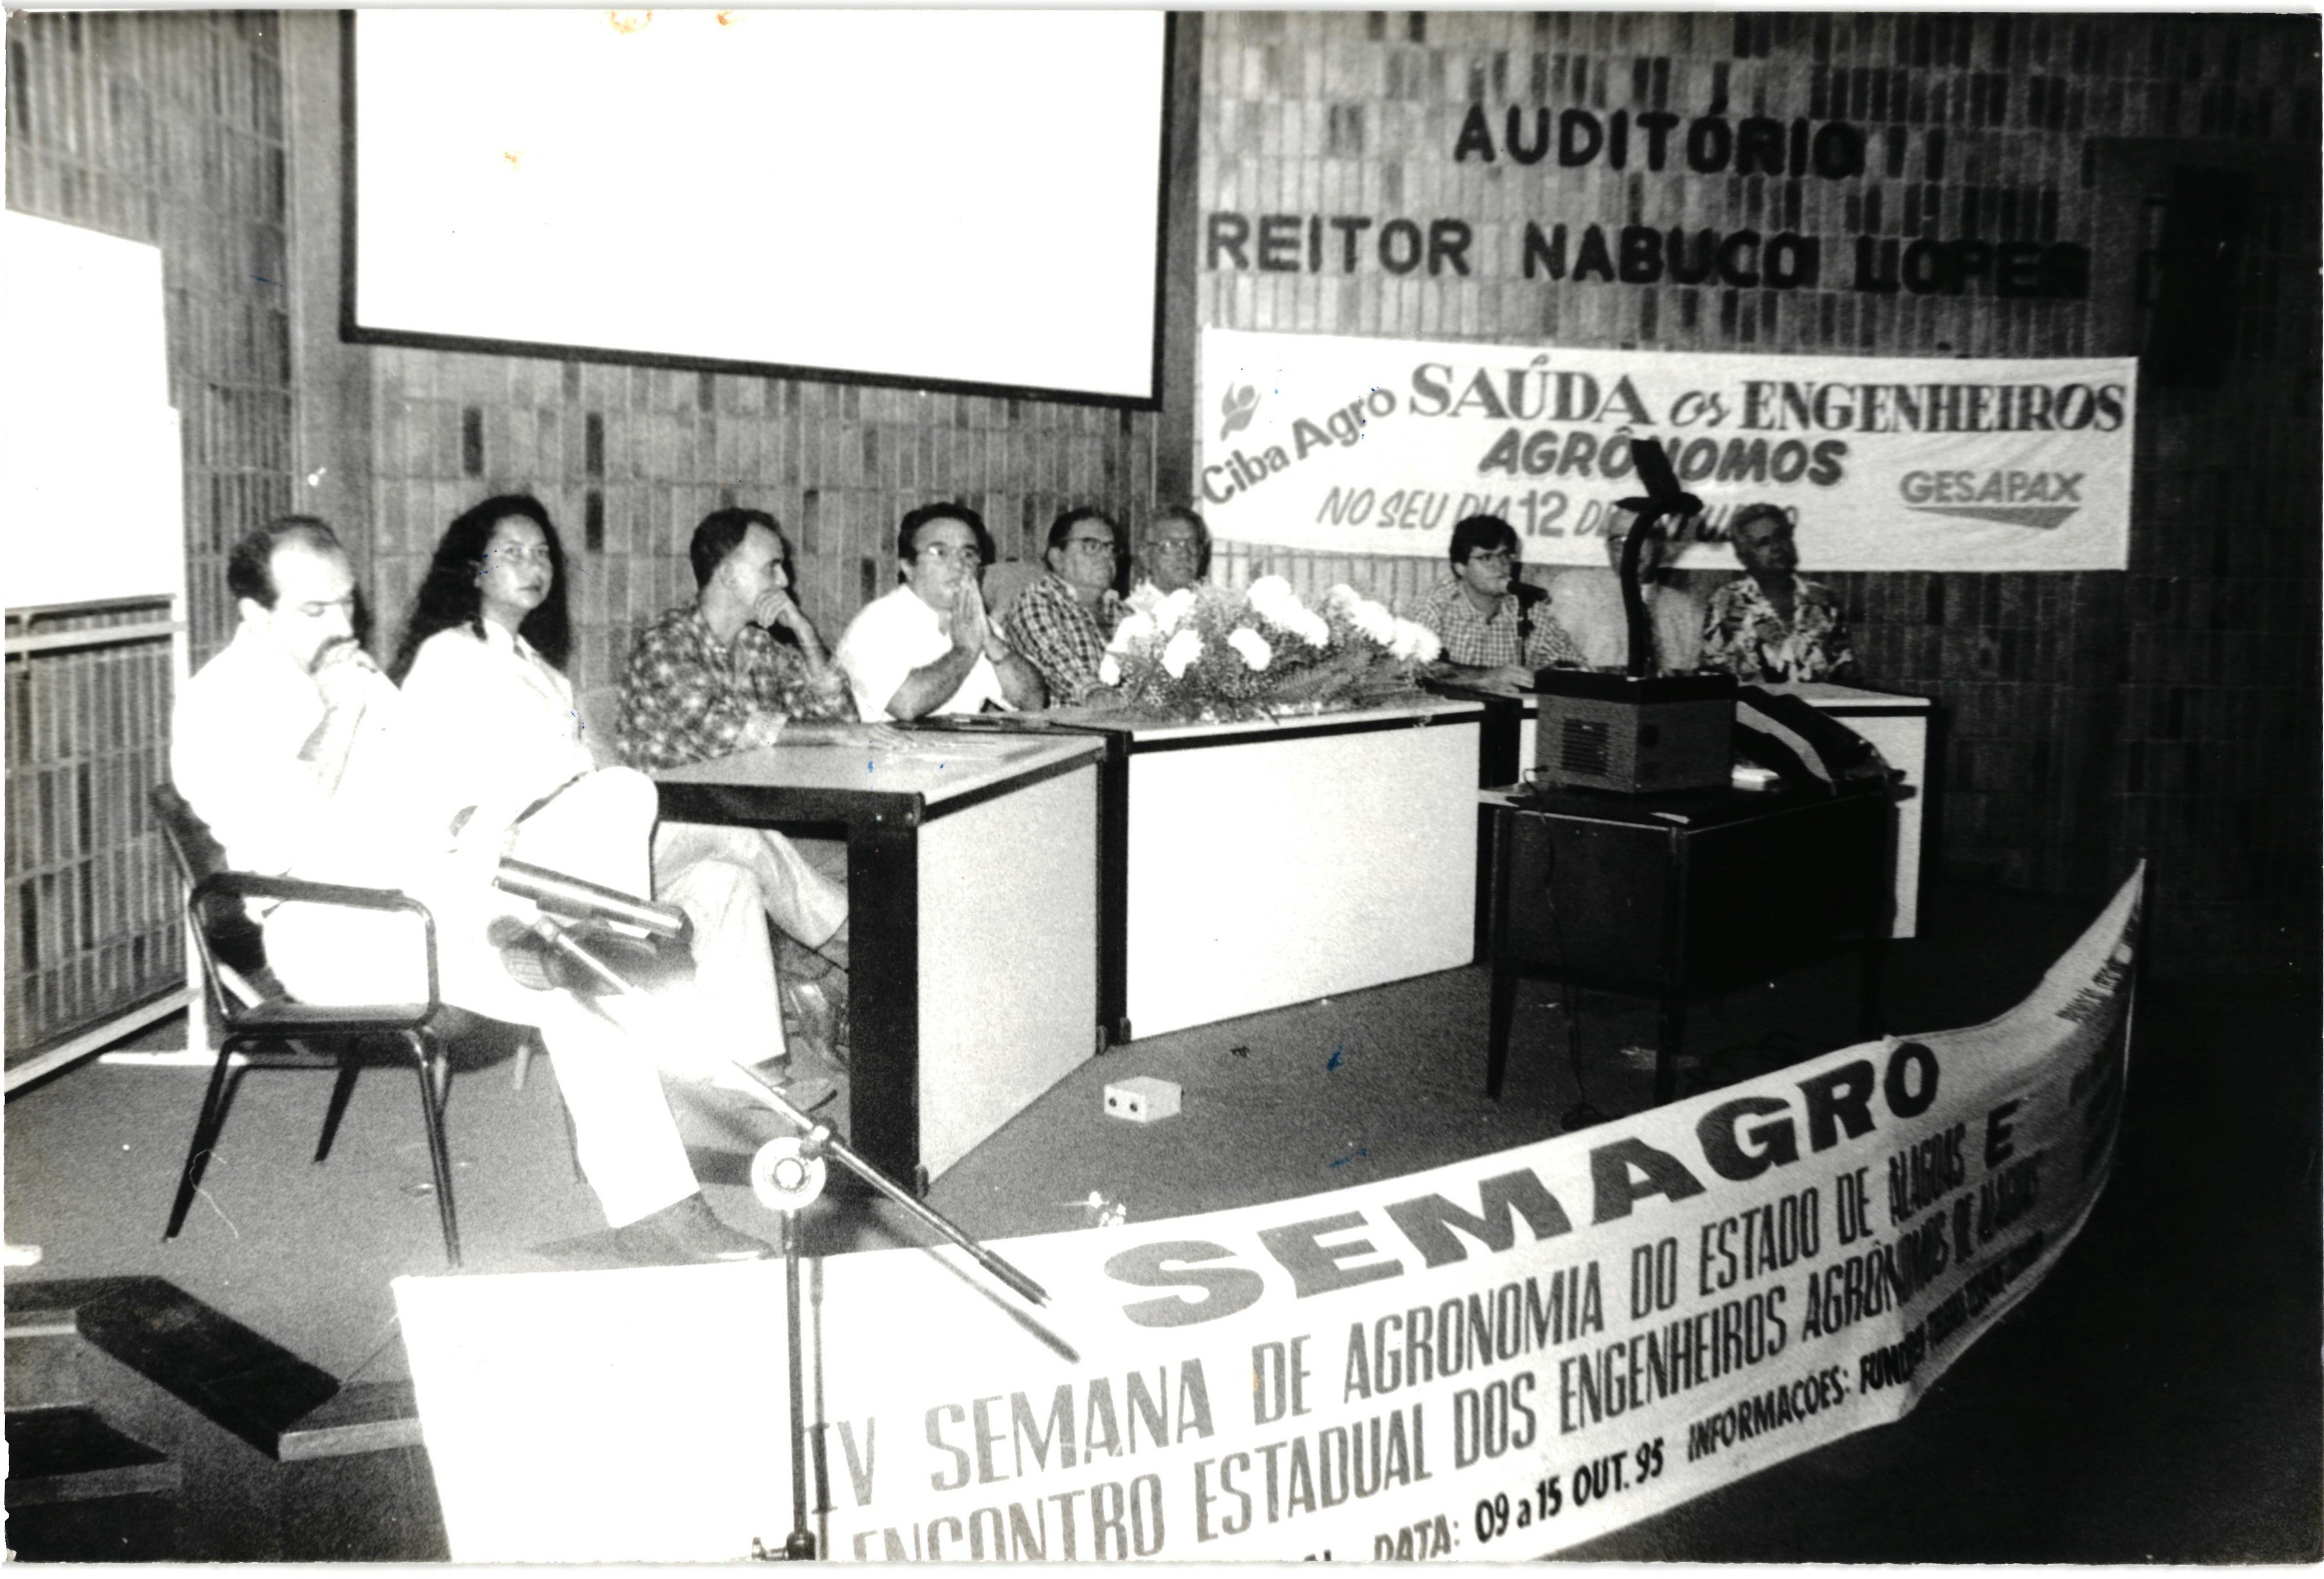 AUDITÓRIO
REITOR NABUCO LOPES
Ciba Agro SAÚDA os ENGENHEIROS
AGRÔNOMOS
NO SEU DIA 12 DE
GESAPAX
SEMAGRO
IV SEMANA DE AGRONOMIA DO ESTADO DE ALAGOAS E
ENCONTRO ESTADUAL DOS ENGENHEIROS AGRÔNOMOS DE ALAGOAS
DATA: 09 a 15 OUT. 95 INFORMAÇÕES: